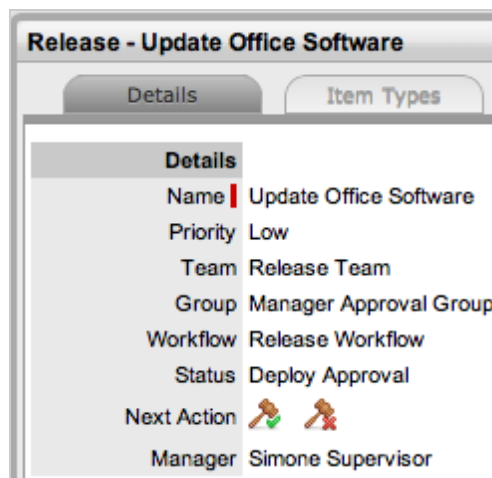 Release - Update Office Software
Details
Item Types
Details
Name Update Office Software
Priority Low
Team Release Team
Group Manager Approval Group
Workflow Release Workflow
Status Deploy Approval
Next Action
Manager Simone Supervisor